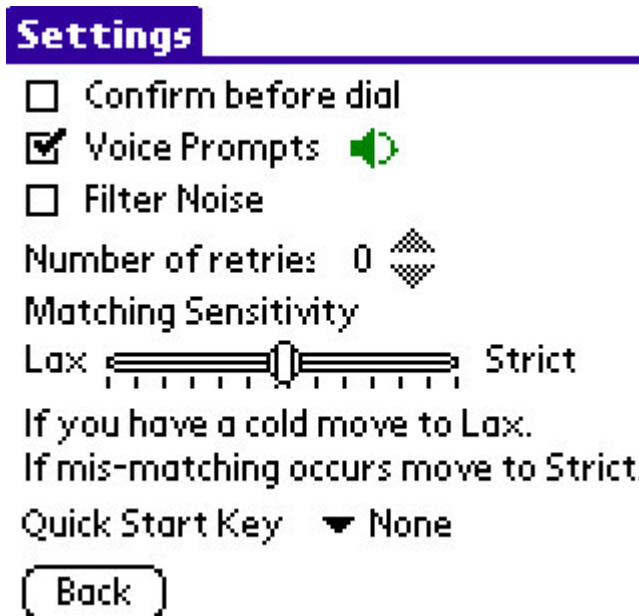 Settings
Confirm before dial
Voice Prompts
Filter Noise
Number of retries 0
Matching Sensitivity
Lax Strict
If you have a cold move to Lax.
If mis-matching occurs move to Strict.
Quick Start Key None
Back